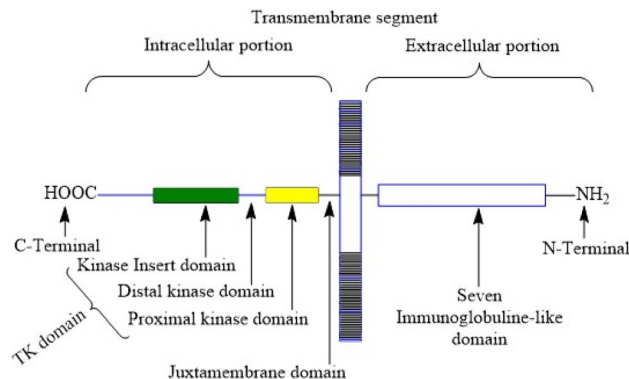 Transmembrane segment
Intracellular portion
Extracellular portion
HOOC
NH2
C-Terminal
N-Terminal
Kinase Insert domain
Distal kinase domain
Proximal kinase domain
TK domain
Seven
Immunoglobuline-like
domain
Juxtamembrane domain